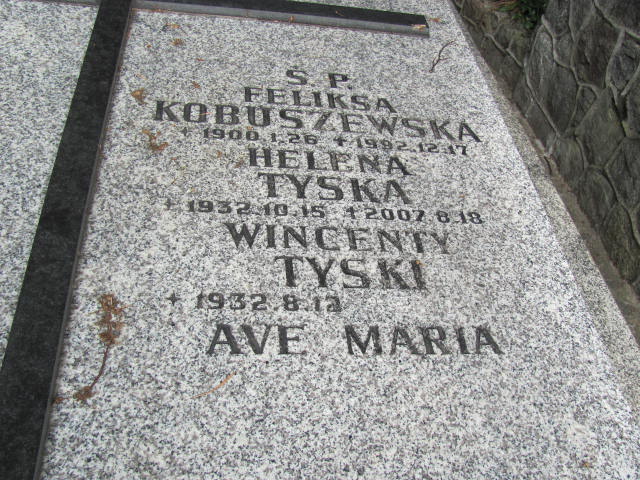 Ś. P.
FELIKSA
KOBUSZEWSKA
+ 1900.1.26 + 1992.12.17
HELENA
TYSKA
+ 1932.10.15 + 2007.8.18
WINCENTY
TYSKI
+ 1932.8.13
AVE MARIA